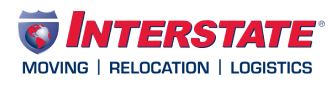 INTERSTATE®
MOVING | RELOCATION | LOGISTICS